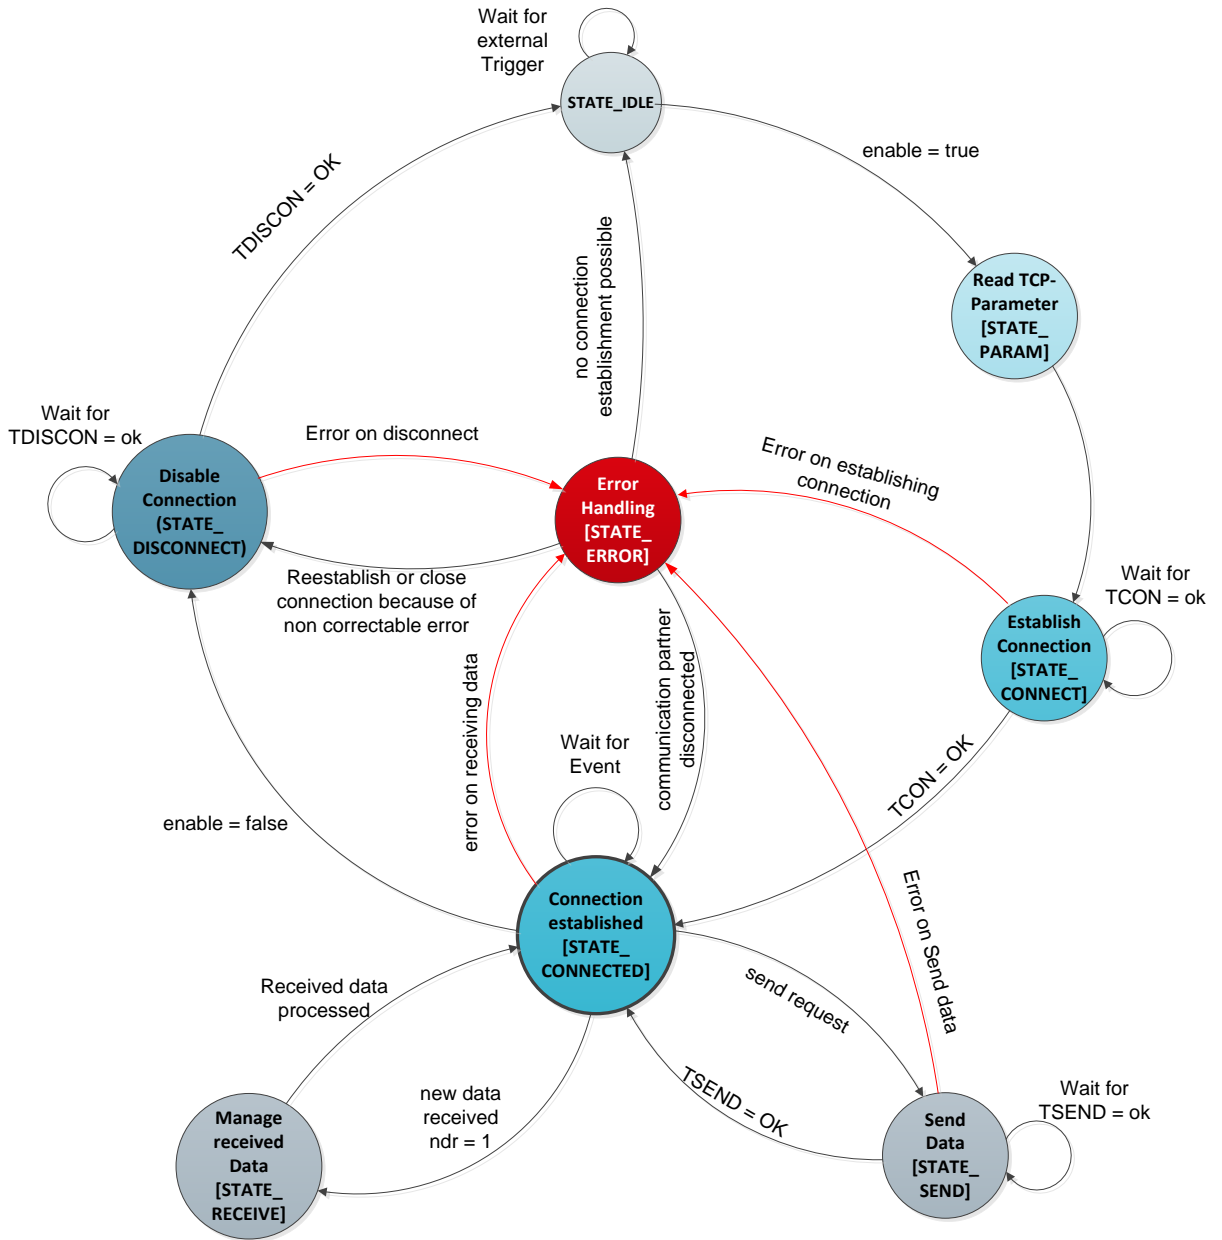 Wait for
external
Trigger
STATE_IDLE
enable = true
TDISCON = OK
no connection
establishment possible
Read TCP-
Parameter
[STATE_
PARAM]
Wait for
TDISCON = ok
Error on disconnect
Error on establishing
connection
Disable
Connection
(STATE_
DISCONNECT)
Error
Handling
[STATE_
ERROR]
Reestablish or close
connection because of
non correctable error
Wait for
TCON = ok
Establish
Connection
[STATE_
CONNECT]
error on receiving data
communication partner
disconnected
Wait for
Event
TCON = OK
enable = false
Connection
established
[STATE_
CONNECTED]
Error on Send data
Received data
processed
send request
new data
received
ndr = 1
TSEND = OK
Wait for
TSEND = ok
Manage
received
Data
[STATE_
RECEIVE]
Send
Data
[STATE_
SEND]